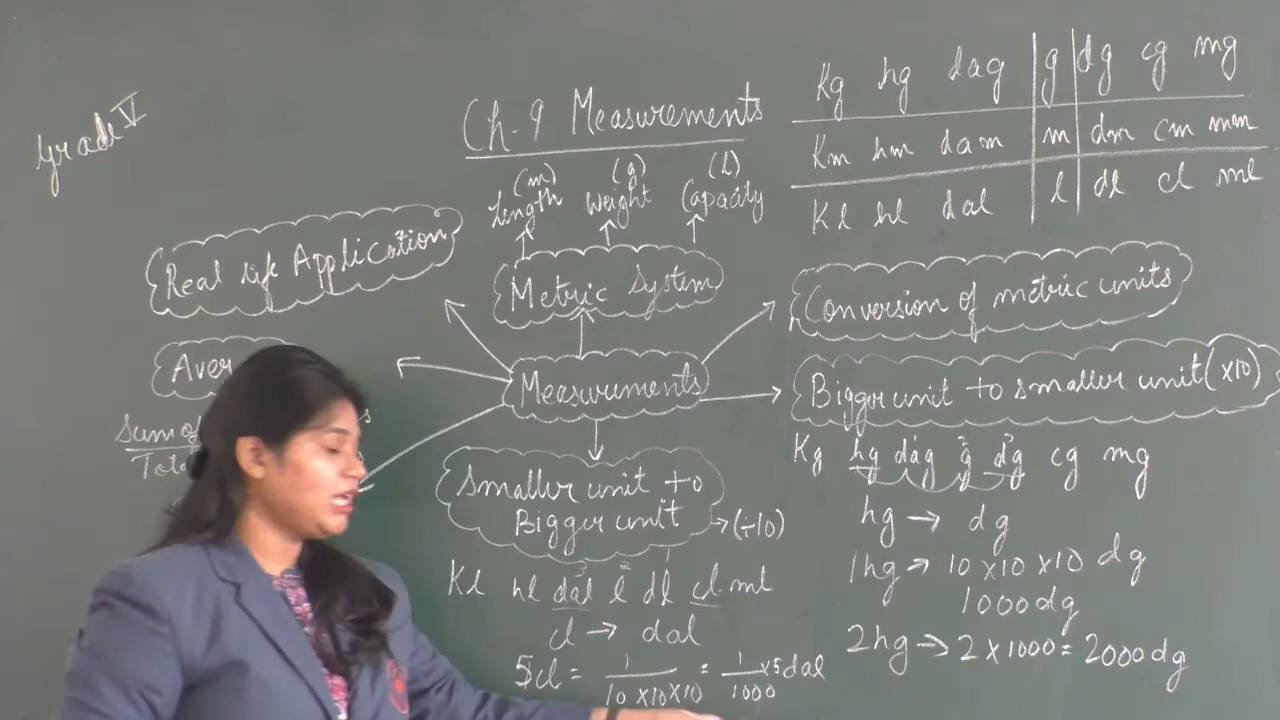 Grade V
Ch-9 Measurements
Kg hg dag g dg cg mg
Km hm dam m dm cm mm
Kl hl dal l dl cl ml
(m) (g) (l)
Length Weight Capacity
Metric System
Real life Application
Measurements
Conversion of metric units
Bigger unit to smaller unit (×10)
Kg hg dag g dg cg mg
hg → dg
1hg → 10 × 10 × 10 dg
1000dg
2hg → 2 × 1000 = 2000dg
Sum of
Smaller unit to
Bigger unit → (÷10)
Kl hl dal l dl cl ml
cl → dal
5cl = 1/10 × 10 × 10 = 1/1000 × 5 dal